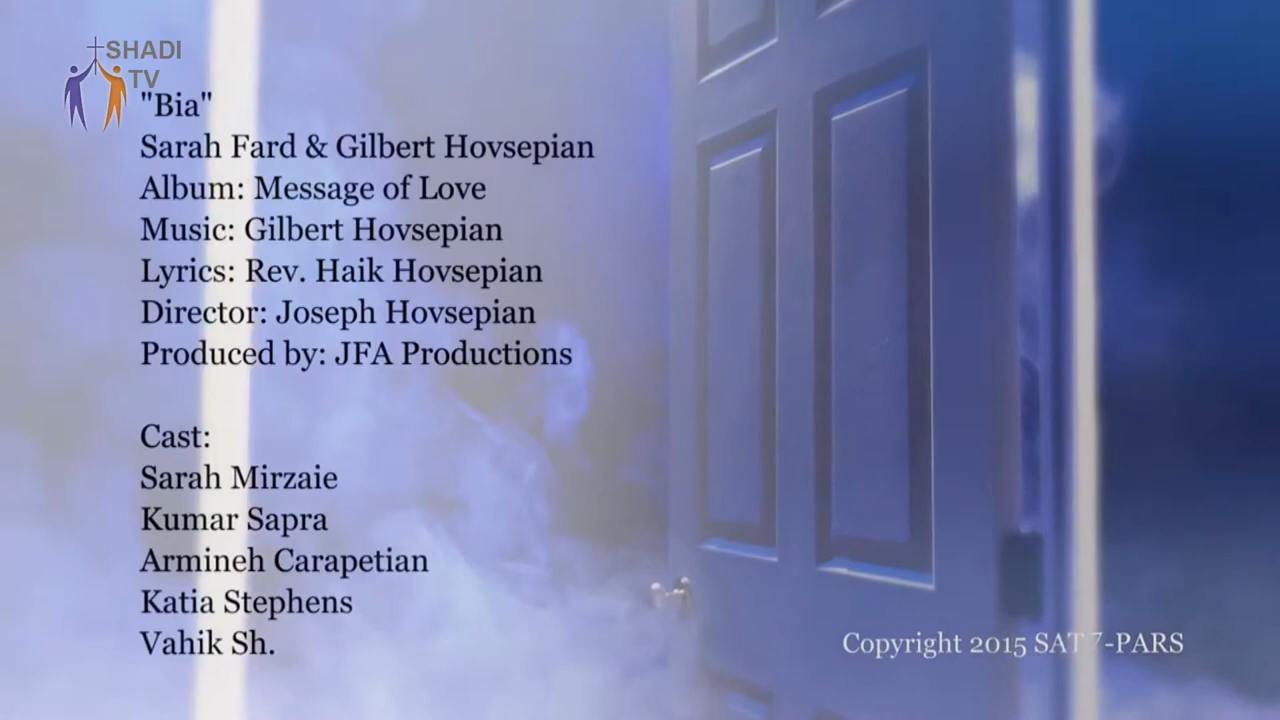 SHADI
TV
"Bia"
Sarah Fard & Gilbert Hovsepian
Album: Message of Love
Music: Gilbert Hovsepian
Lyrics: Rev. Haik Hovsepian
Director: Joseph Hovsepian
Produced by: JFA Productions
Cast:
Sarah Mirzaie
Kumar Sapra
Armineh Carapetian
Katia Stephens
Vahik Sh.
Copyright 2015 SAT 7-PARS